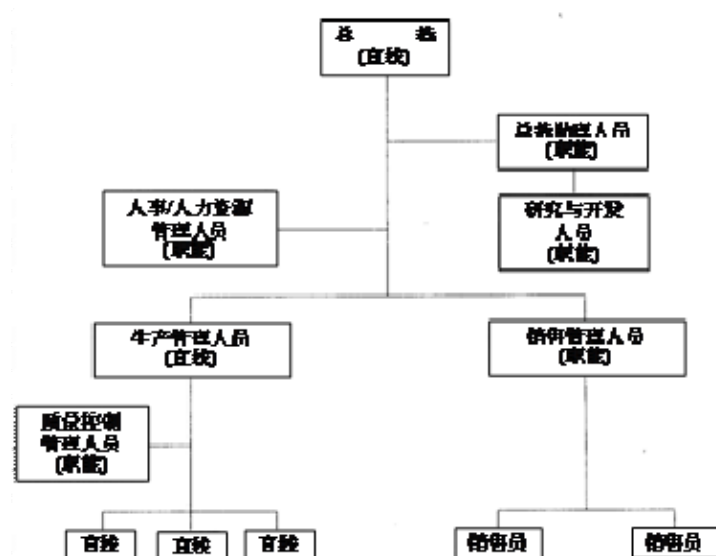 总 裁
(直线)
总裁助理人员
(职能)
人事/人力资源
管理人员
(职能)
研究与开发
人员
(职能)
生产管理人员
(直线)
销售管理人员
(职能)
质量控制
管理人员
(职能)
直线
直线
直线
销售员
销售员